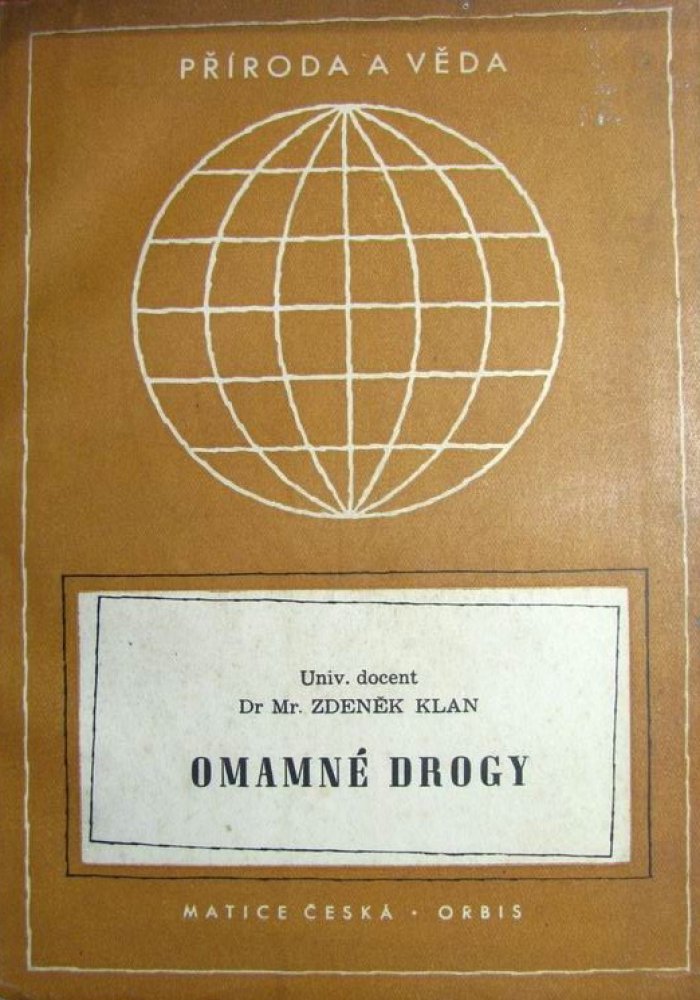 PŘÍRODA A VĚDA
Univ. docent
Dr Mr. ZDENĚK KLAN
OMAMNÉ DROGY
MATICE ČESKÁ • ORBIS